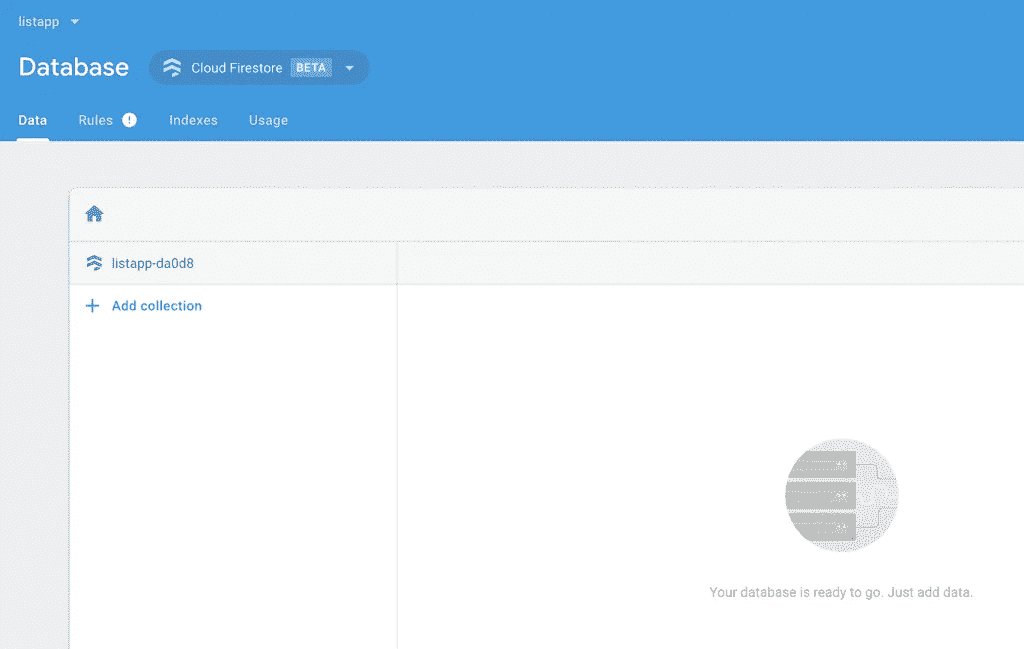 listapp
Database Cloud Firestore BETA
Data Rules ! Indexes Usage
listapp-da0d8
Add collection
Your database is ready to go. Just add data.